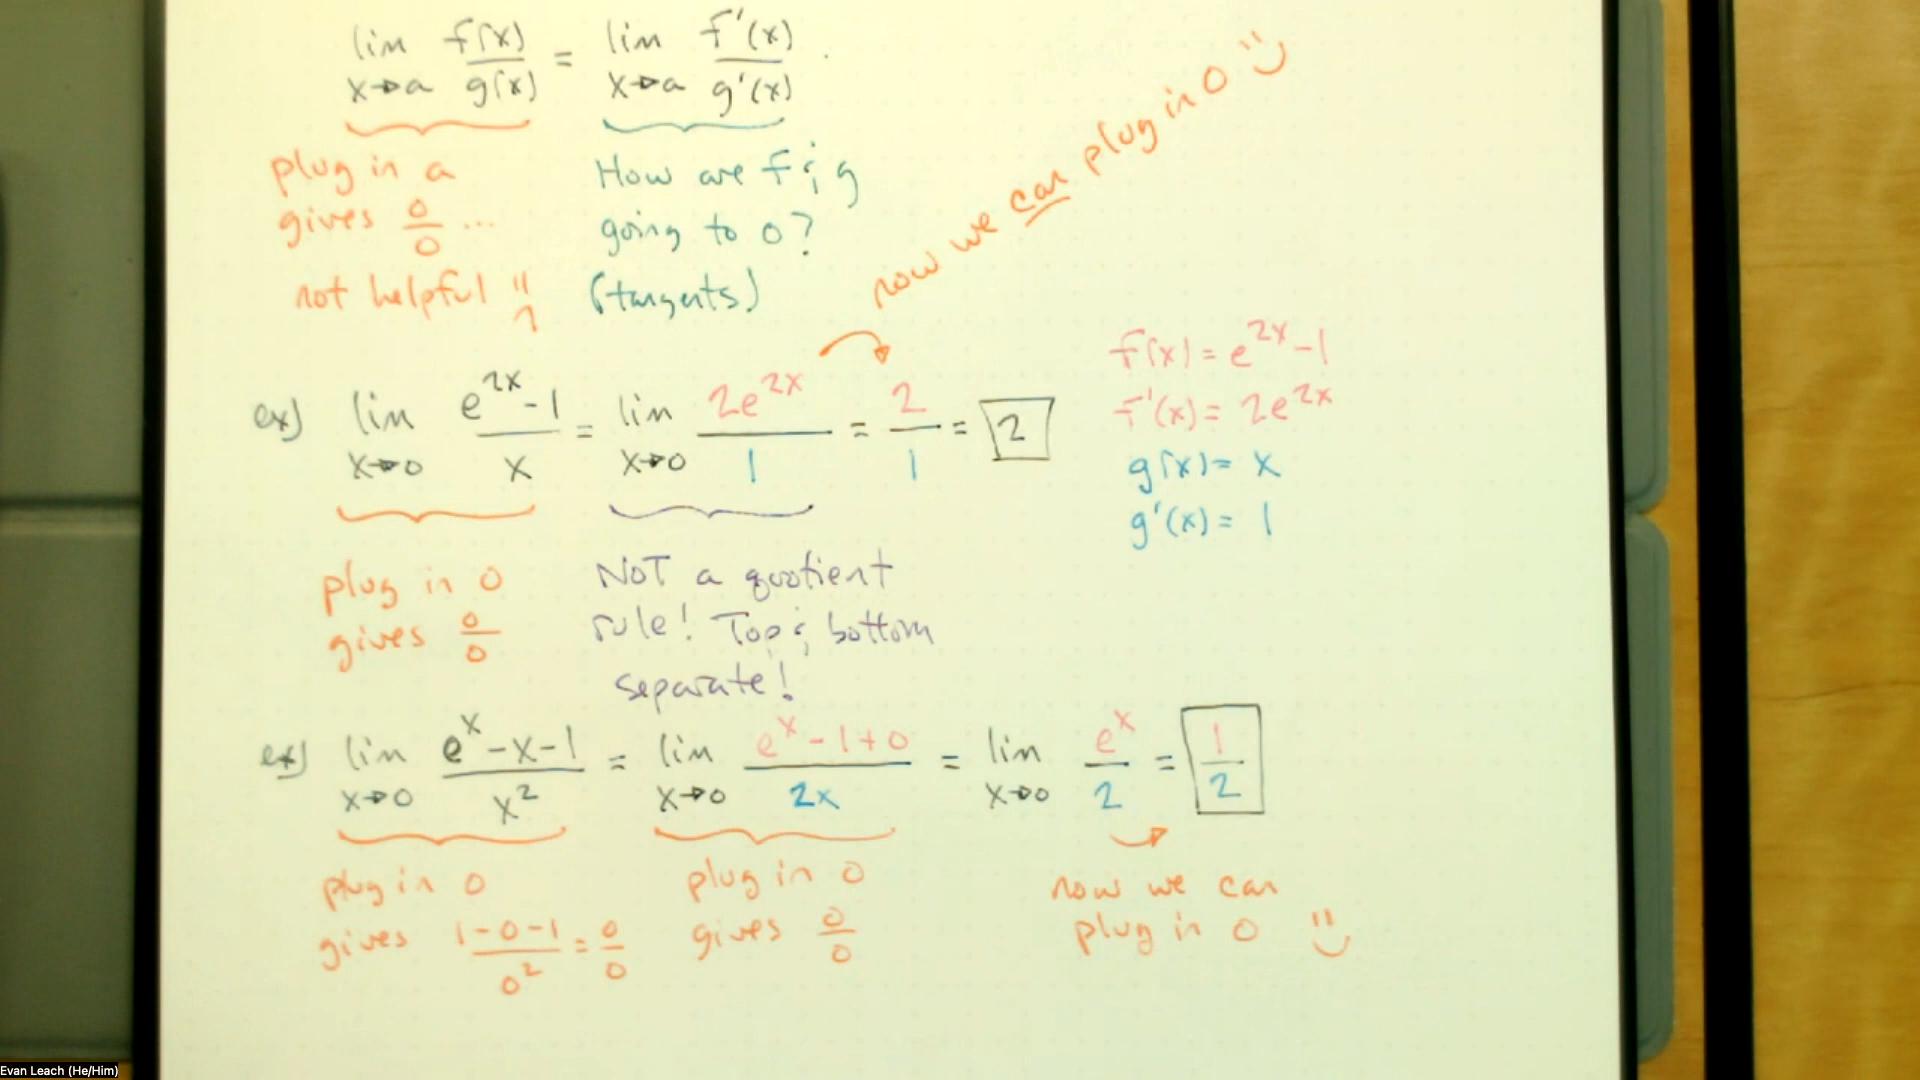 lim f(x) = lim f'(x) .
x→a g(x) x→a g'(x)
plug in a
gives 0/0 ...
not helpful
How are f & g
going to 0?
(tangents)
now we can plug in 0
ex) lim e^2x - 1 = lim 2e^2x = 2 = 2
x→0 x x→0 1 1
f(x) = e^2x - 1
f'(x) = 2e^2x
g(x) = x
g'(x) = 1
plug in 0
gives 0/0
NOT a quotient
rule! Top & bottom
separate!
ex) lim e^x - x - 1 = lim e^x - 1 + 0 = lim e^x = 1
x→0 x^2 x→0 2x x→0 2 2
plug in 0
gives 1-0-1/0^2 = 0/0
plug in 0
gives 0/0
now we can
plug in 0
Evan Leach (He/Him)